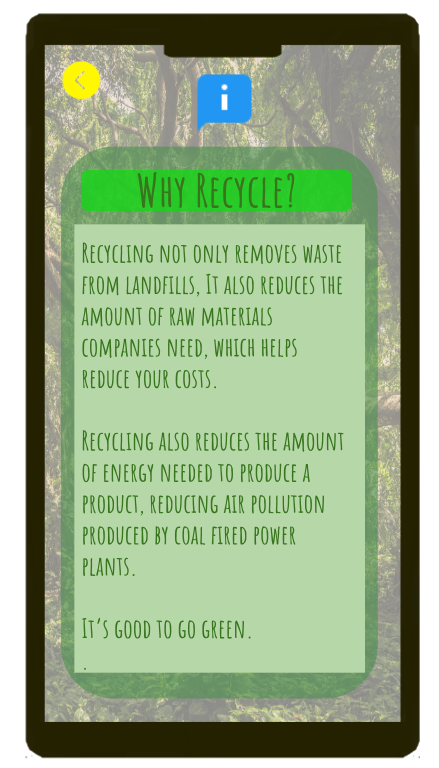 i
Why Recycle?
Recycling not only removes waste
from landfills, It also reduces the
amount of raw materials
companies need, which helps
reduce your costs.
Recycling also reduces the amount
of energy needed to produce a
product, reducing air pollution
produced by coal fired power
plants.
It's good to go green.
.